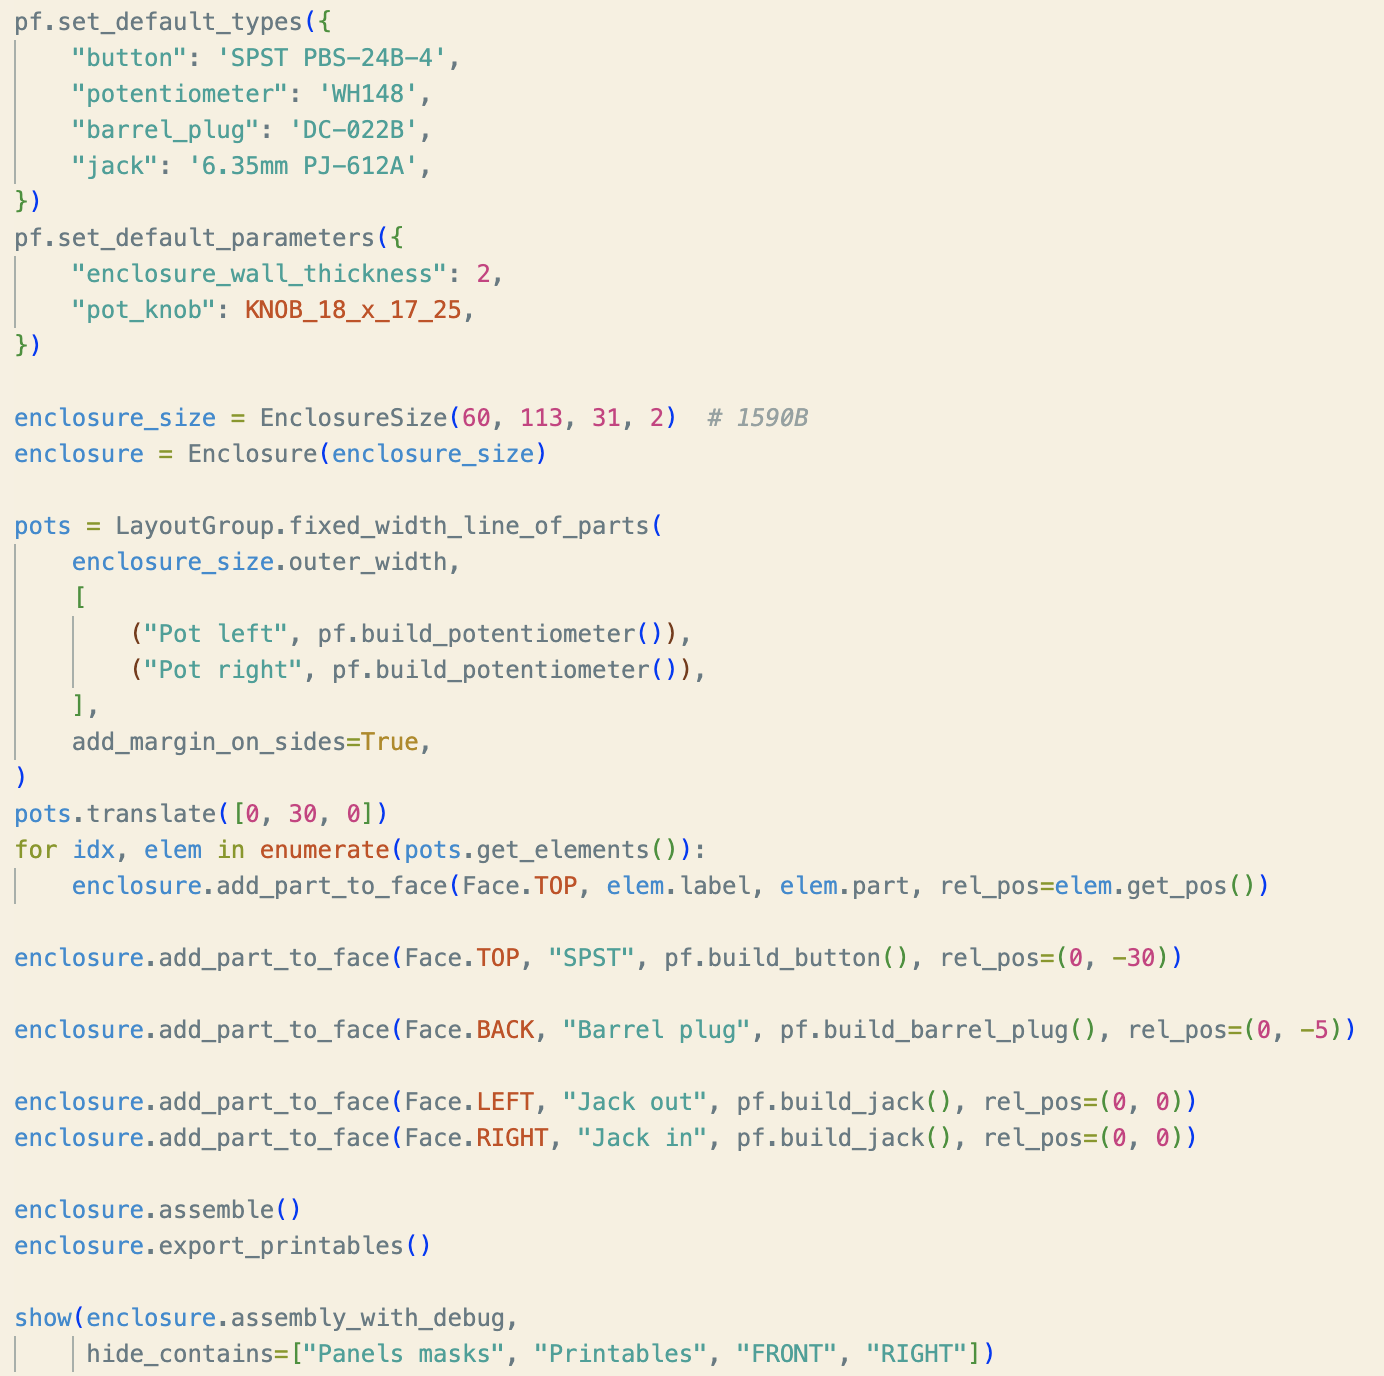 pf.set_default_types({
    "button": 'SPST PBS-24B-4',
    "potentiometer": 'WH148',
    "barrel_plug": 'DC-022B',
    "jack": '6.35mm PJ-612A',
})
pf.set_default_parameters({
    "enclosure_wall_thickness": 2,
    "pot_knob": KNOB_18_x_17_25,
})

enclosure_size = EnclosureSize(60, 113, 31, 2)  # 1590B
enclosure = Enclosure(enclosure_size)

pots = LayoutGroup.fixed_width_line_of_parts(
    enclosure_size.outer_width,
    [
        ("Pot left", pf.build_potentiometer()),
        ("Pot right", pf.build_potentiometer()),
    ],
    add_margin_on_sides=True,
)
pots.translate([0, 30, 0])
for idx, elem in enumerate(pots.get_elements()):
    enclosure.add_part_to_face(Face.TOP, elem.label, elem.part, rel_pos=elem.get_pos())

enclosure.add_part_to_face(Face.TOP, "SPST", pf.build_button(), rel_pos=(0, -30))

enclosure.add_part_to_face(Face.BACK, "Barrel plug", pf.build_barrel_plug(), rel_pos=(0, -5))

enclosure.add_part_to_face(Face.LEFT, "Jack out", pf.build_jack(), rel_pos=(0, 0))
enclosure.add_part_to_face(Face.RIGHT, "Jack in", pf.build_jack(), rel_pos=(0, 0))

enclosure.assemble()
enclosure.export_printables()

show(enclosure.assembly_with_debug,
     hide_contains=["Panels masks", "Printables", "FRONT", "RIGHT"])